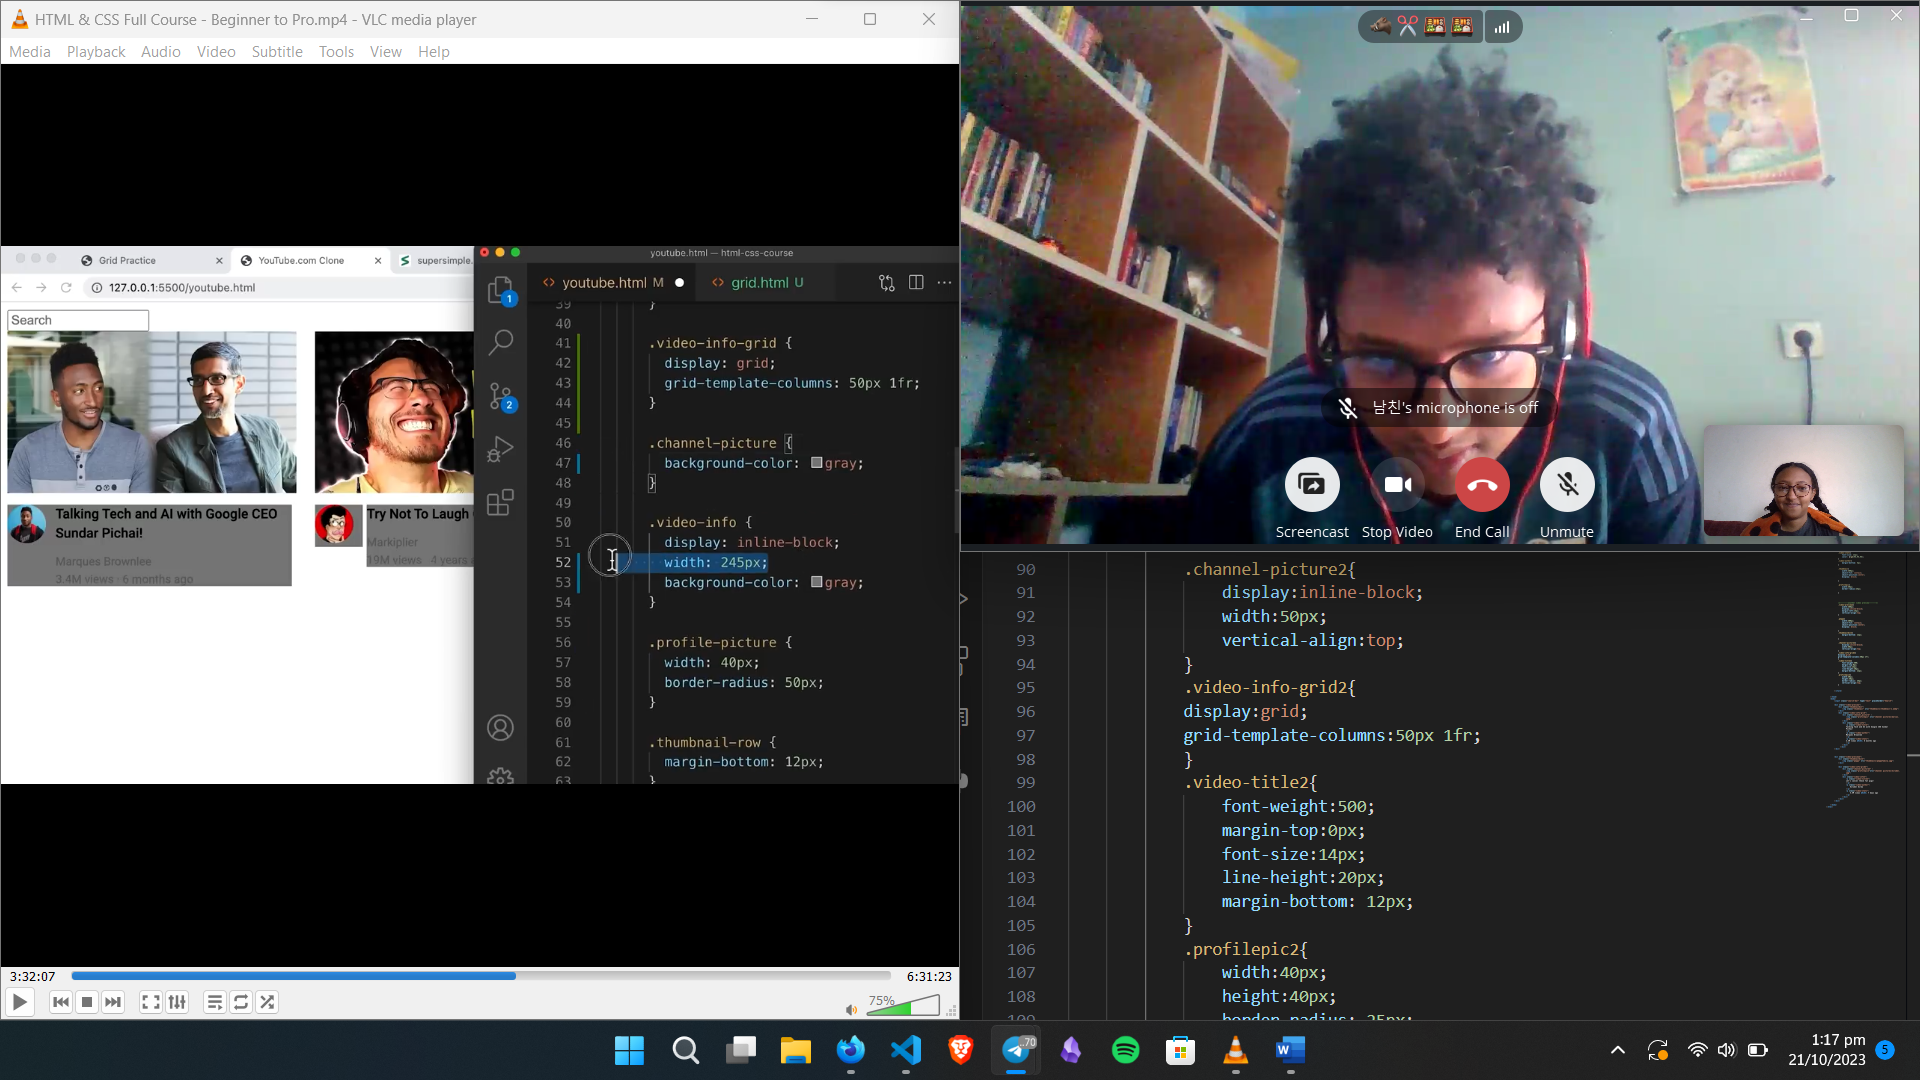 HTML & CSS Full Course - Beginner to Pro.mp4 - VLC media player
Media Playback Audio Video Subtitle Tools View Help
Grid Practice
YouTube.com Clone
supersimple.
127.0.0.1:5500/youtube.html
Search
Talking Tech and AI with Google CEO
Sundar Pichai!
Marques Brownlee
3.4M views · 6 months ago
Try Not To Laugh
Markiplier
19M views · 4 years
youtube.html — html-css-course
youtube.html M
grid.html U
1
2
39 }
40
41 .video-info-grid {
42 display: grid;
43 grid-template-columns: 50px 1fr;
44 }
45
46 .channel-picture {
47 background-color: gray;
48 }
49
50 .video-info {
51 display: inline-block;
52 width: 245px;
53 background-color: gray;
54 }
55
56 .profile-picture {
57 width: 40px;
58 border-radius: 50px;
59 }
60
61 .thumbnail-row {
62 margin-bottom: 12px;
63 }
3:32:07
6:31:23
75%
남친's microphone is off
Screencast Stop Video End Call Unmute
90 .channel-picture2{
91 display:inline-block;
92 width:50px;
93 vertical-align:top;
94 }
95 .video-info-grid2{
96 display:grid;
97 grid-template-columns:50px 1fr;
98 }
99 .video-title2{
100 font-weight:500;
101 margin-top:0px;
102 font-size:14px;
103 line-height:20px;
104 margin-bottom: 12px;
105 }
106 .profilepic2{
107 width:40px;
108 height:40px;
109 border-radius: 25px;
.70
W
1:17 pm
21/10/2023
5